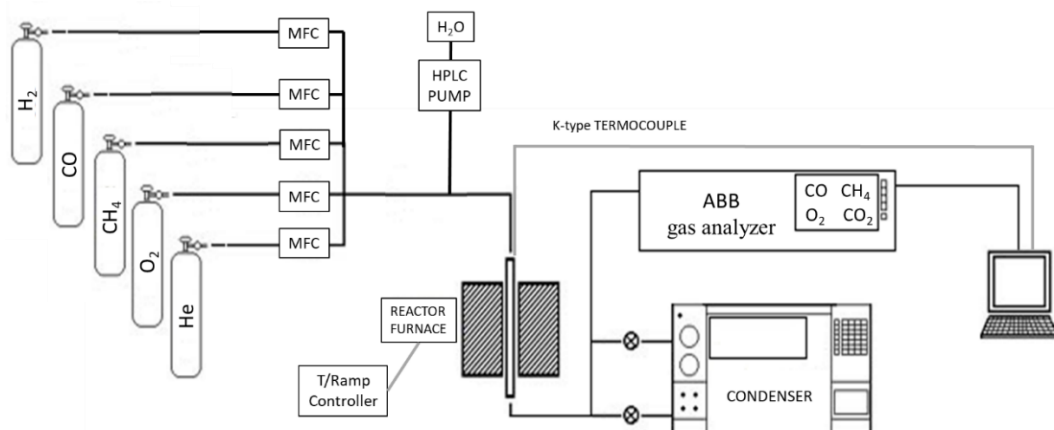 H₂
CO
CH₄
O₂
He
MFC
MFC
MFC
MFC
MFC
H₂O
HPLC
PUMP
K-type TERMOCOUPLE
ABB
gas analyzer
CO CH₄
O₂ CO₂
REACTOR
FURNACE
T/Ramp
Controller
CONDENSER